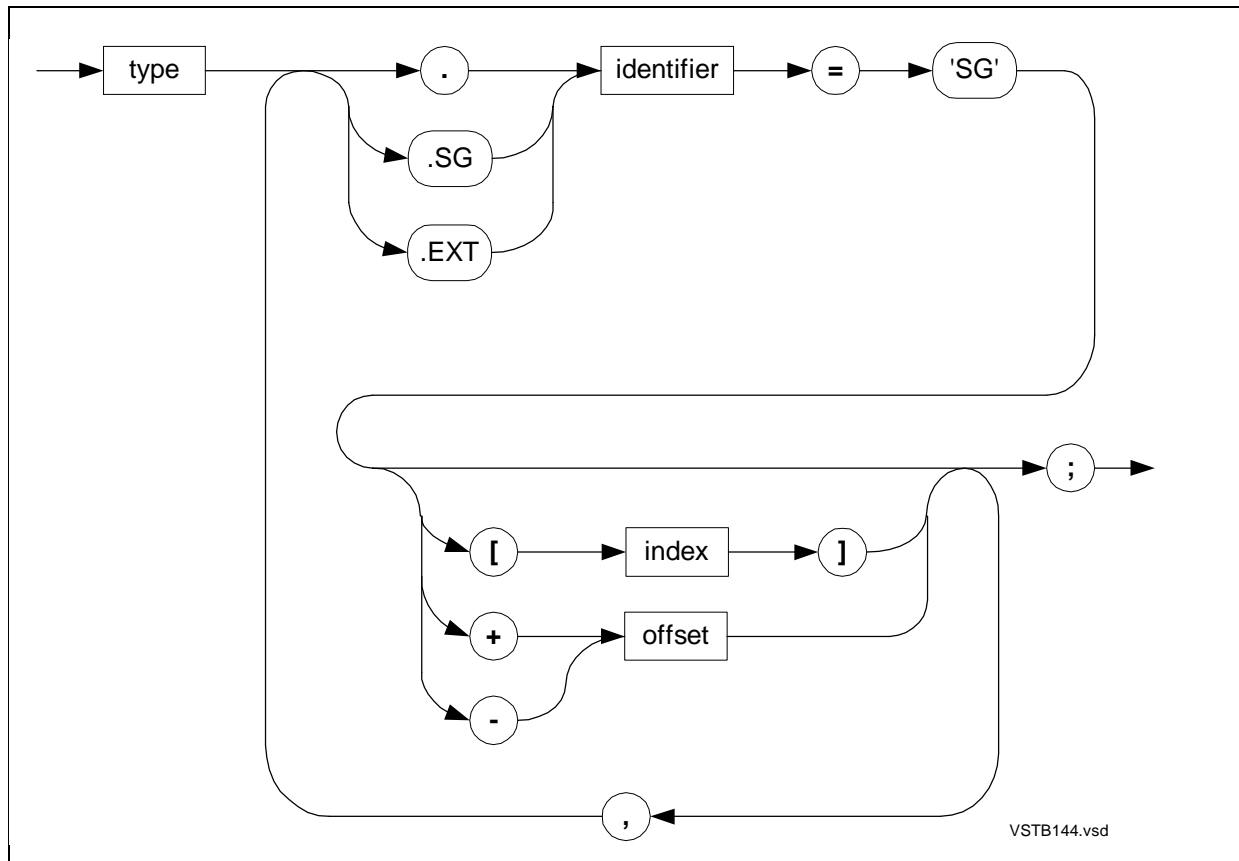 type . identifier = 'SG'
.SG
.EXT
;
[ index ]
+ offset
-
,
VSTB144.vsd